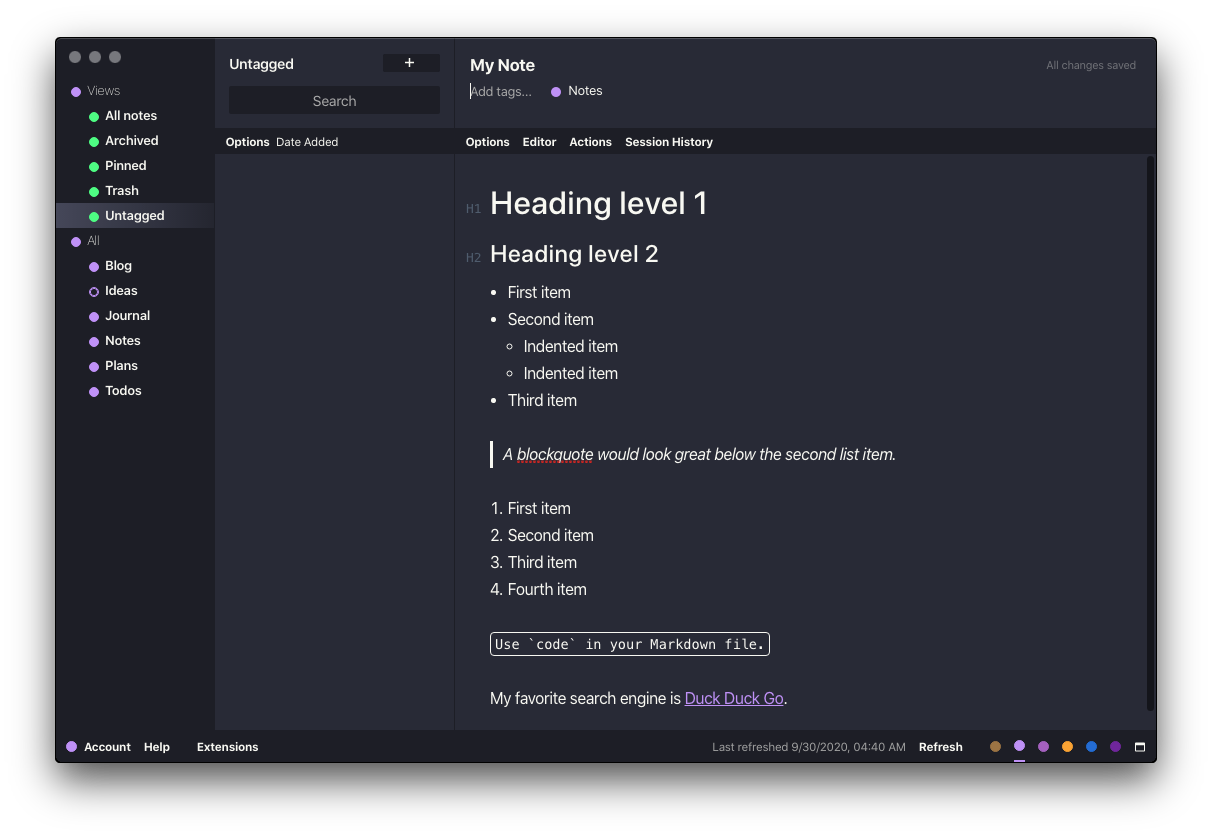 Views
All notes
Archived
Pinned
Trash
Untagged
All
Blog
Ideas
Journal
Notes
Plans
Todos
Untagged
+
Search
Options Date Added
My Note
All changes saved
Add tags... Notes
Options Editor Actions Session History
H1 Heading level 1
H2 Heading level 2
• First item
• Second item
◦ Indented item
◦ Indented item
• Third item
A blockquote would look great below the second list item.
1. First item
2. Second item
3. Third item
4. Fourth item
Use `code` in your Markdown file.
My favorite search engine is Duck Duck Go.
Account Help Extensions
Last refreshed 9/30/2020, 04:40 AM Refresh